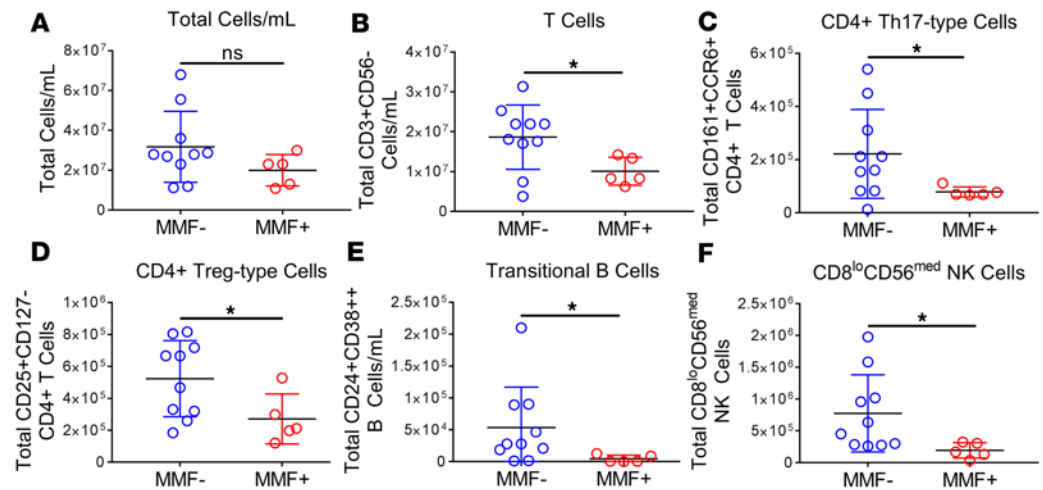 A
Total Cells/mL
Total Cells/mL
8×10⁷
6×10⁷
4×10⁷
2×10⁷
0
ns
MMF-
MMF+
B
T Cells
Total CD3+CD56-
Cells/mL
4×10⁷
3×10⁷
2×10⁷
1×10⁷
0
*
MMF-
MMF+
C
CD4+ Th17-type Cells
Total CD161+CCR6+
CD4+ T Cells
6×10⁵
4×10⁵
2×10⁵
0
*
MMF-
MMF+
D
CD4+ Treg-type Cells
Total CD25+CD127-
CD4+ T Cells
1×10⁶
8×10⁵
6×10⁵
4×10⁵
2×10⁵
0
*
MMF-
MMF+
E
Transitional B Cells
Total CD24+CD38++
B Cells/mL
2.5×10⁵
2.0×10⁵
1.5×10⁵
1.0×10⁵
5.0×10⁴
0
*
MMF-
MMF+
F
CD8ˡᵒCD56ᵐᵉᵈ NK Cells
Total CD8ˡᵒCD56ᵐᵉᵈ
NK Cells
2.5×10⁶
2.0×10⁶
1.5×10⁶
1.0×10⁶
5.0×10⁵
0
*
MMF-
MMF+